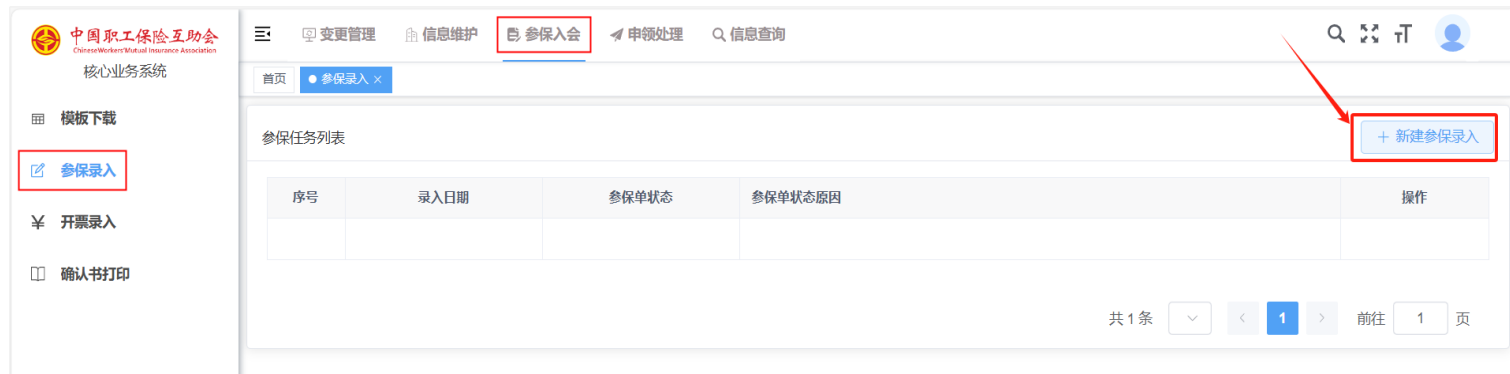 中国职工保险互助会
ChineseWorkers'Mutual Insurance Association
核心业务系统
模板下载
参保录入
开票录入
确认书打印
变更管理 信息维护 参保入会 申领处理 信息查询
首页 参保录入 ×
参保任务列表
+ 新建参保录入
序号 录入日期 参保单状态 参保单状态原因 操作
共 1 条 < 1 > 前往 1 页